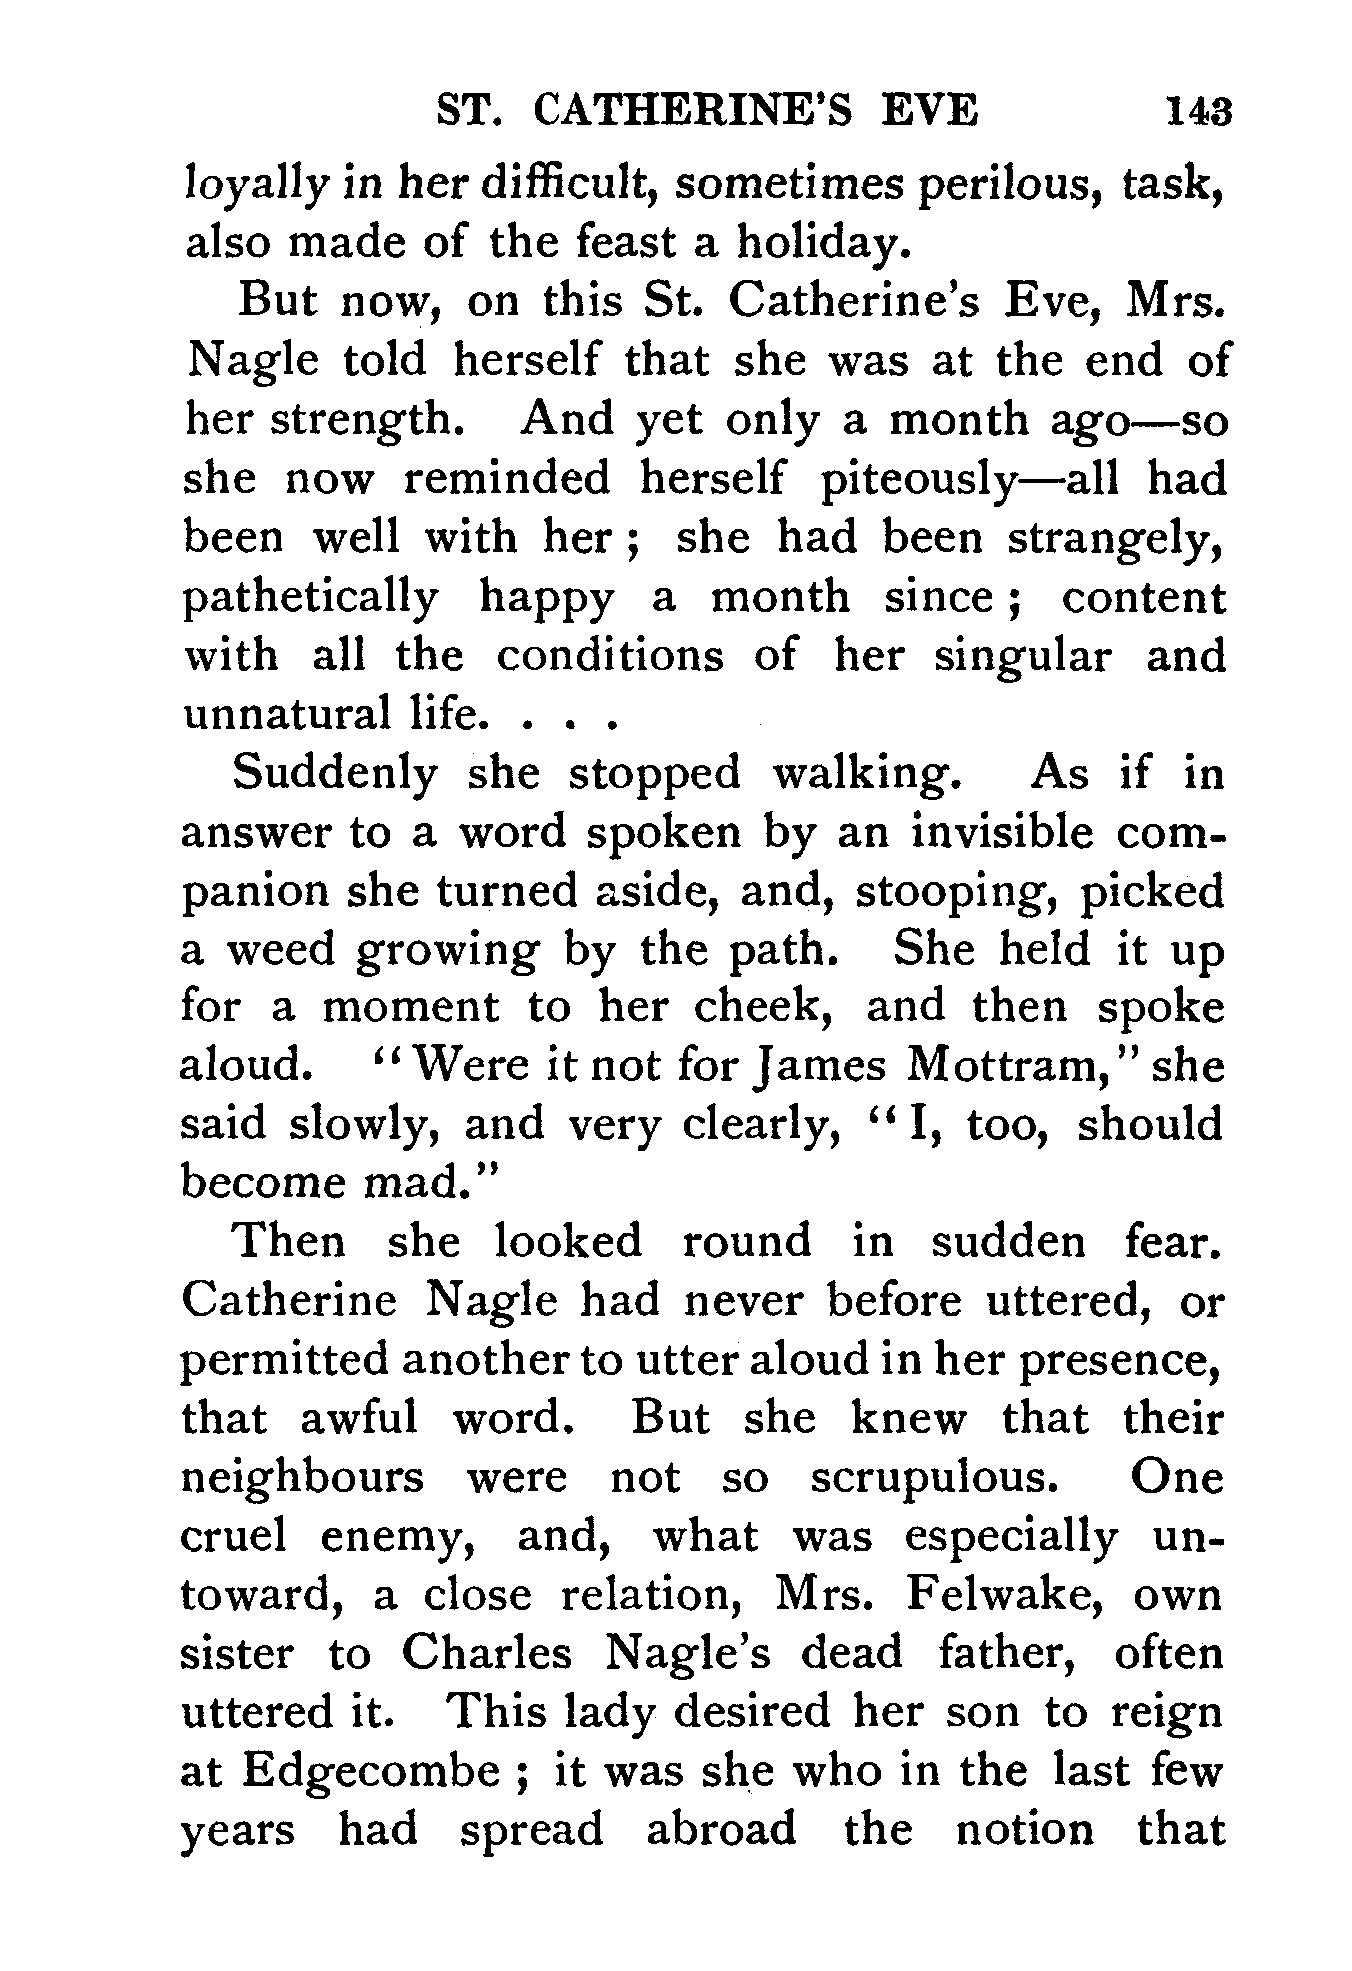 ST. CATHERINE'S EVE 143
loyally in her difficult, sometimes perilous, task,
also made of the feast a holiday.
But now, on this St. Catherine's Eve, Mrs.
Nagle told herself that she was at the end of
her strength. And yet only a month ago—so
she now reminded herself piteously—all had
been well with her ; she had been strangely,
pathetically happy a month since ; content
with all the conditions of her singular and
unnatural life. . . .
Suddenly she stopped walking. As if in
answer to a word spoken by an invisible com-
panion she turned aside, and, stooping, picked
a weed growing by the path. She held it up
for a moment to her cheek, and then spoke
aloud. “Were it not for James Mottram,” she
said slowly, and very clearly, “I, too, should
become mad.”
Then she looked round in sudden fear.
Catherine Nagle had never before uttered, or
permitted another to utter aloud in her presence,
that awful word. But she knew that their
neighbours were not so scrupulous. One
cruel enemy, and, what was especially un-
toward, a close relation, Mrs. Felwake, own
sister to Charles Nagle's dead father, often
uttered it. This lady desired her son to reign
at Edgecombe ; it was she who in the last few
years had spread abroad the notion that